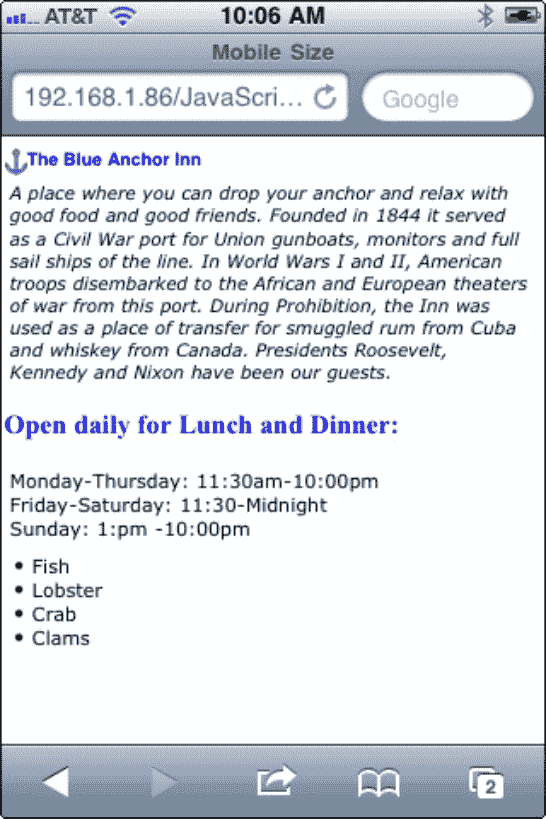 AT&T 10:06 AM
Mobile Size
192.168.1.86/JavaScri... Google
The Blue Anchor Inn
A place where you can drop your anchor and relax with
good food and good friends. Founded in 1844 it served
as a Civil War port for Union gunboats, monitors and full
sail ships of the line. In World Wars I and II, American
troops disembarked to the African and European theaters
of war from this port. During Prohibition, the Inn was
used as a place of transfer for smuggled rum from Cuba
and whiskey from Canada. Presidents Roosevelt,
Kennedy and Nixon have been our guests.
Open daily for Lunch and Dinner:
Monday-Thursday: 11:30am-10:00pm
Friday-Saturday: 11:30-Midnight
Sunday: 1:pm -10:00pm
• Fish
• Lobster
• Crab
• Clams
2